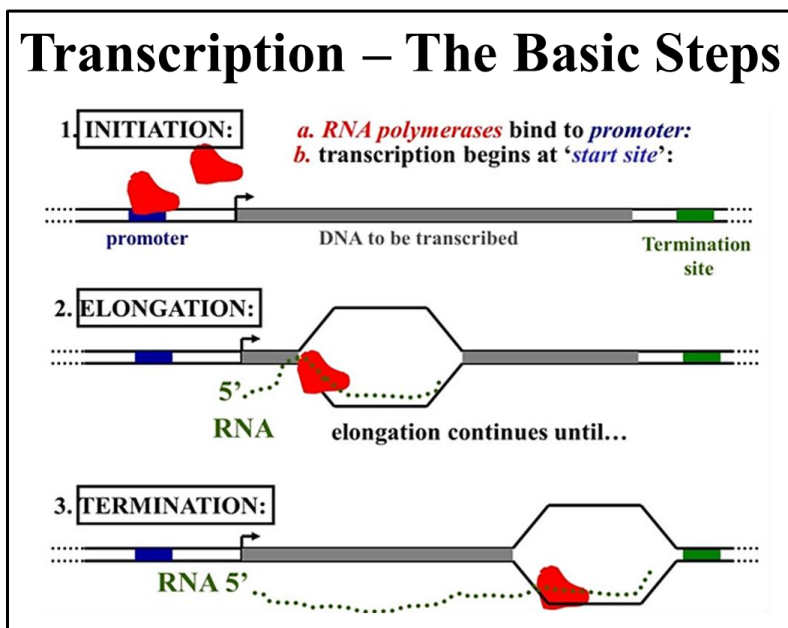 Transcription – The Basic Steps
1. INITIATION:
a. RNA polymerases bind to promoter:
b. transcription begins at ‘start site’:
promoter
DNA to be transcribed
Termination
site
2. ELONGATION:
5’
RNA
elongation continues until…
3. TERMINATION:
RNA 5’